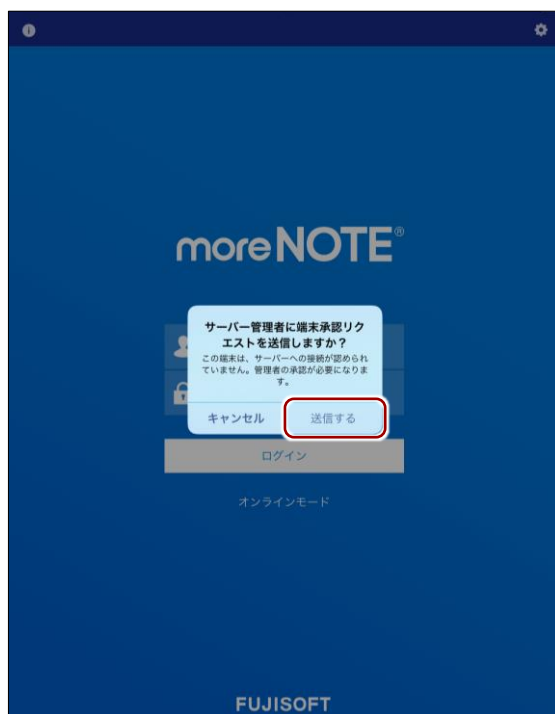 moreNOTE®
サーバー管理者に端末承認リク
エストを送信しますか？
この端末は、サーバーへの接続が認められ
ていません。管理者の承認が必要になりま
す。
キャンセル 送信する
ログイン
オンラインモード
FUJISOFT